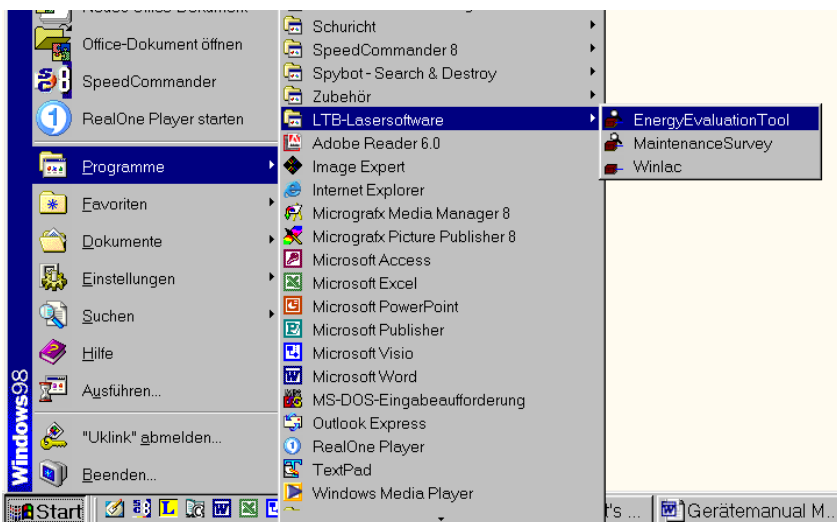 Neues Office-Dokument
Office-Dokument öffnen
SpeedCommander
RealOne Player starten
Programme
Favoriten
Dokumente
Einstellungen
Suchen
Hilfe
Ausführen...
"Uklink" abmelden...
Beenden...
Windows98
Schuricht
SpeedCommander 8
Spybot - Search & Destroy
Zubehör
LTB-Lasersoftware
Adobe Reader 6.0
Image Expert
Internet Explorer
Micrografx Media Manager 8
Micrografx Picture Publisher 8
Microsoft Access
Microsoft Excel
Microsoft PowerPoint
Microsoft Publisher
Microsoft Visio
Microsoft Word
MS-DOS-Eingabeaufforderung
Outlook Express
RealOne Player
TextPad
Windows Media Player
EnergyEvaluationTool
MaintenanceSurvey
Winlac
Start
t's ...
Gerätemanual M...